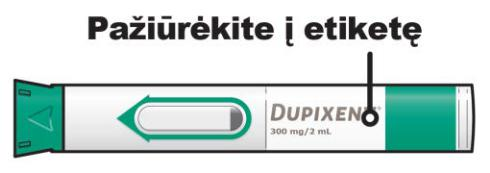 Pažiūrėkite į etiketę
DUPIXENT®
300 mg/2 mL